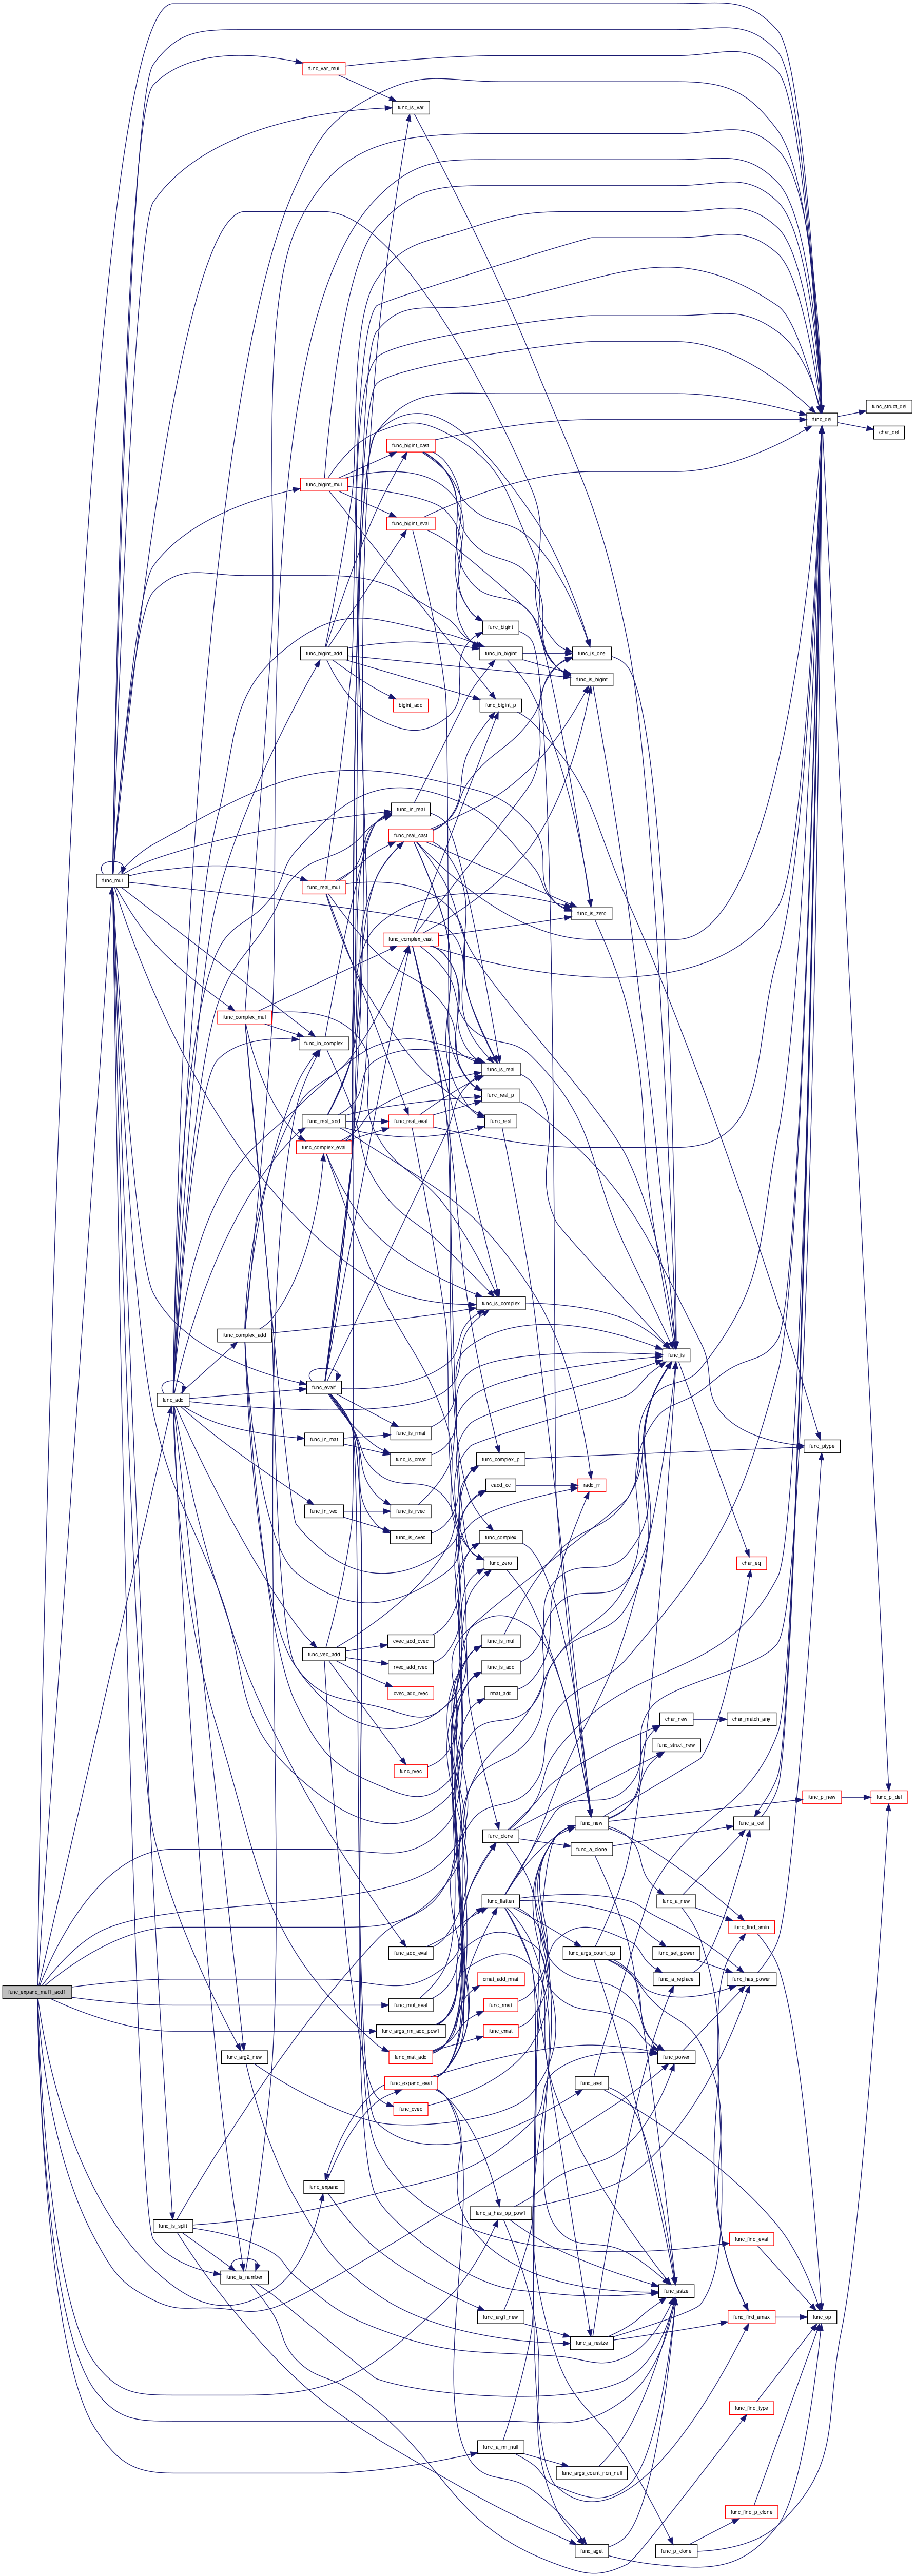 func_var_mul
func_is_var
func_struct_del
func_del
char_del
func_bigint_cast
func_bigint_mul
func_bigint_eval
func_bigint
func_bigint_add
func_in_bigint
func_is_one
func_is_bigint
bigint_add
func_bigint_p
func_in_real
func_real_cast
func_mul
func_real_mul
func_is_zero
func_complex_cast
func_complex_mul
func_in_complex
func_is_real
func_real_p
func_real_add
func_real_eval
func_real
func_complex_eval
func_is_complex
func_complex_add
func_is
func_evalf
func_add
func_is_rmat
func_in_mat
func_ptype
func_is_cmat
func_complex_p
cadd_cc
radd_rr
func_in_vec
func_is_rvec
func_is_cvec
func_complex
func_zero
char_eq
cvec_add_cvec
func_is_mul
func_vec_add
rvec_add_rvec
func_is_add
cvec_add_rvec
rmat_add
char_new
char_match_any
func_struct_new
func_rvec
func_p_new
func_p_del
func_new
func_a_del
func_clone
func_a_clone
func_flatten
func_a_new
func_find_amin
func_add_eval
func_args_count_op
func_set_power
cmat_add_rmat
func_a_replace
func_has_power
func_expand_mul1_add1
func_mul_eval
func_rmat
func_args_rm_add_pow1
func_cmat
func_arg2_new
func_mat_add
func_power
func_expand_eval
func_aset
func_cvec
func_expand
func_a_has_op_pow1
func_is_split
func_find_eval
func_is_number
func_asize
func_arg1_new
func_find_amax
func_op
func_a_resize
func_find_type
func_a_rm_null
func_args_count_non_null
func_find_p_clone
func_aget
func_p_clone